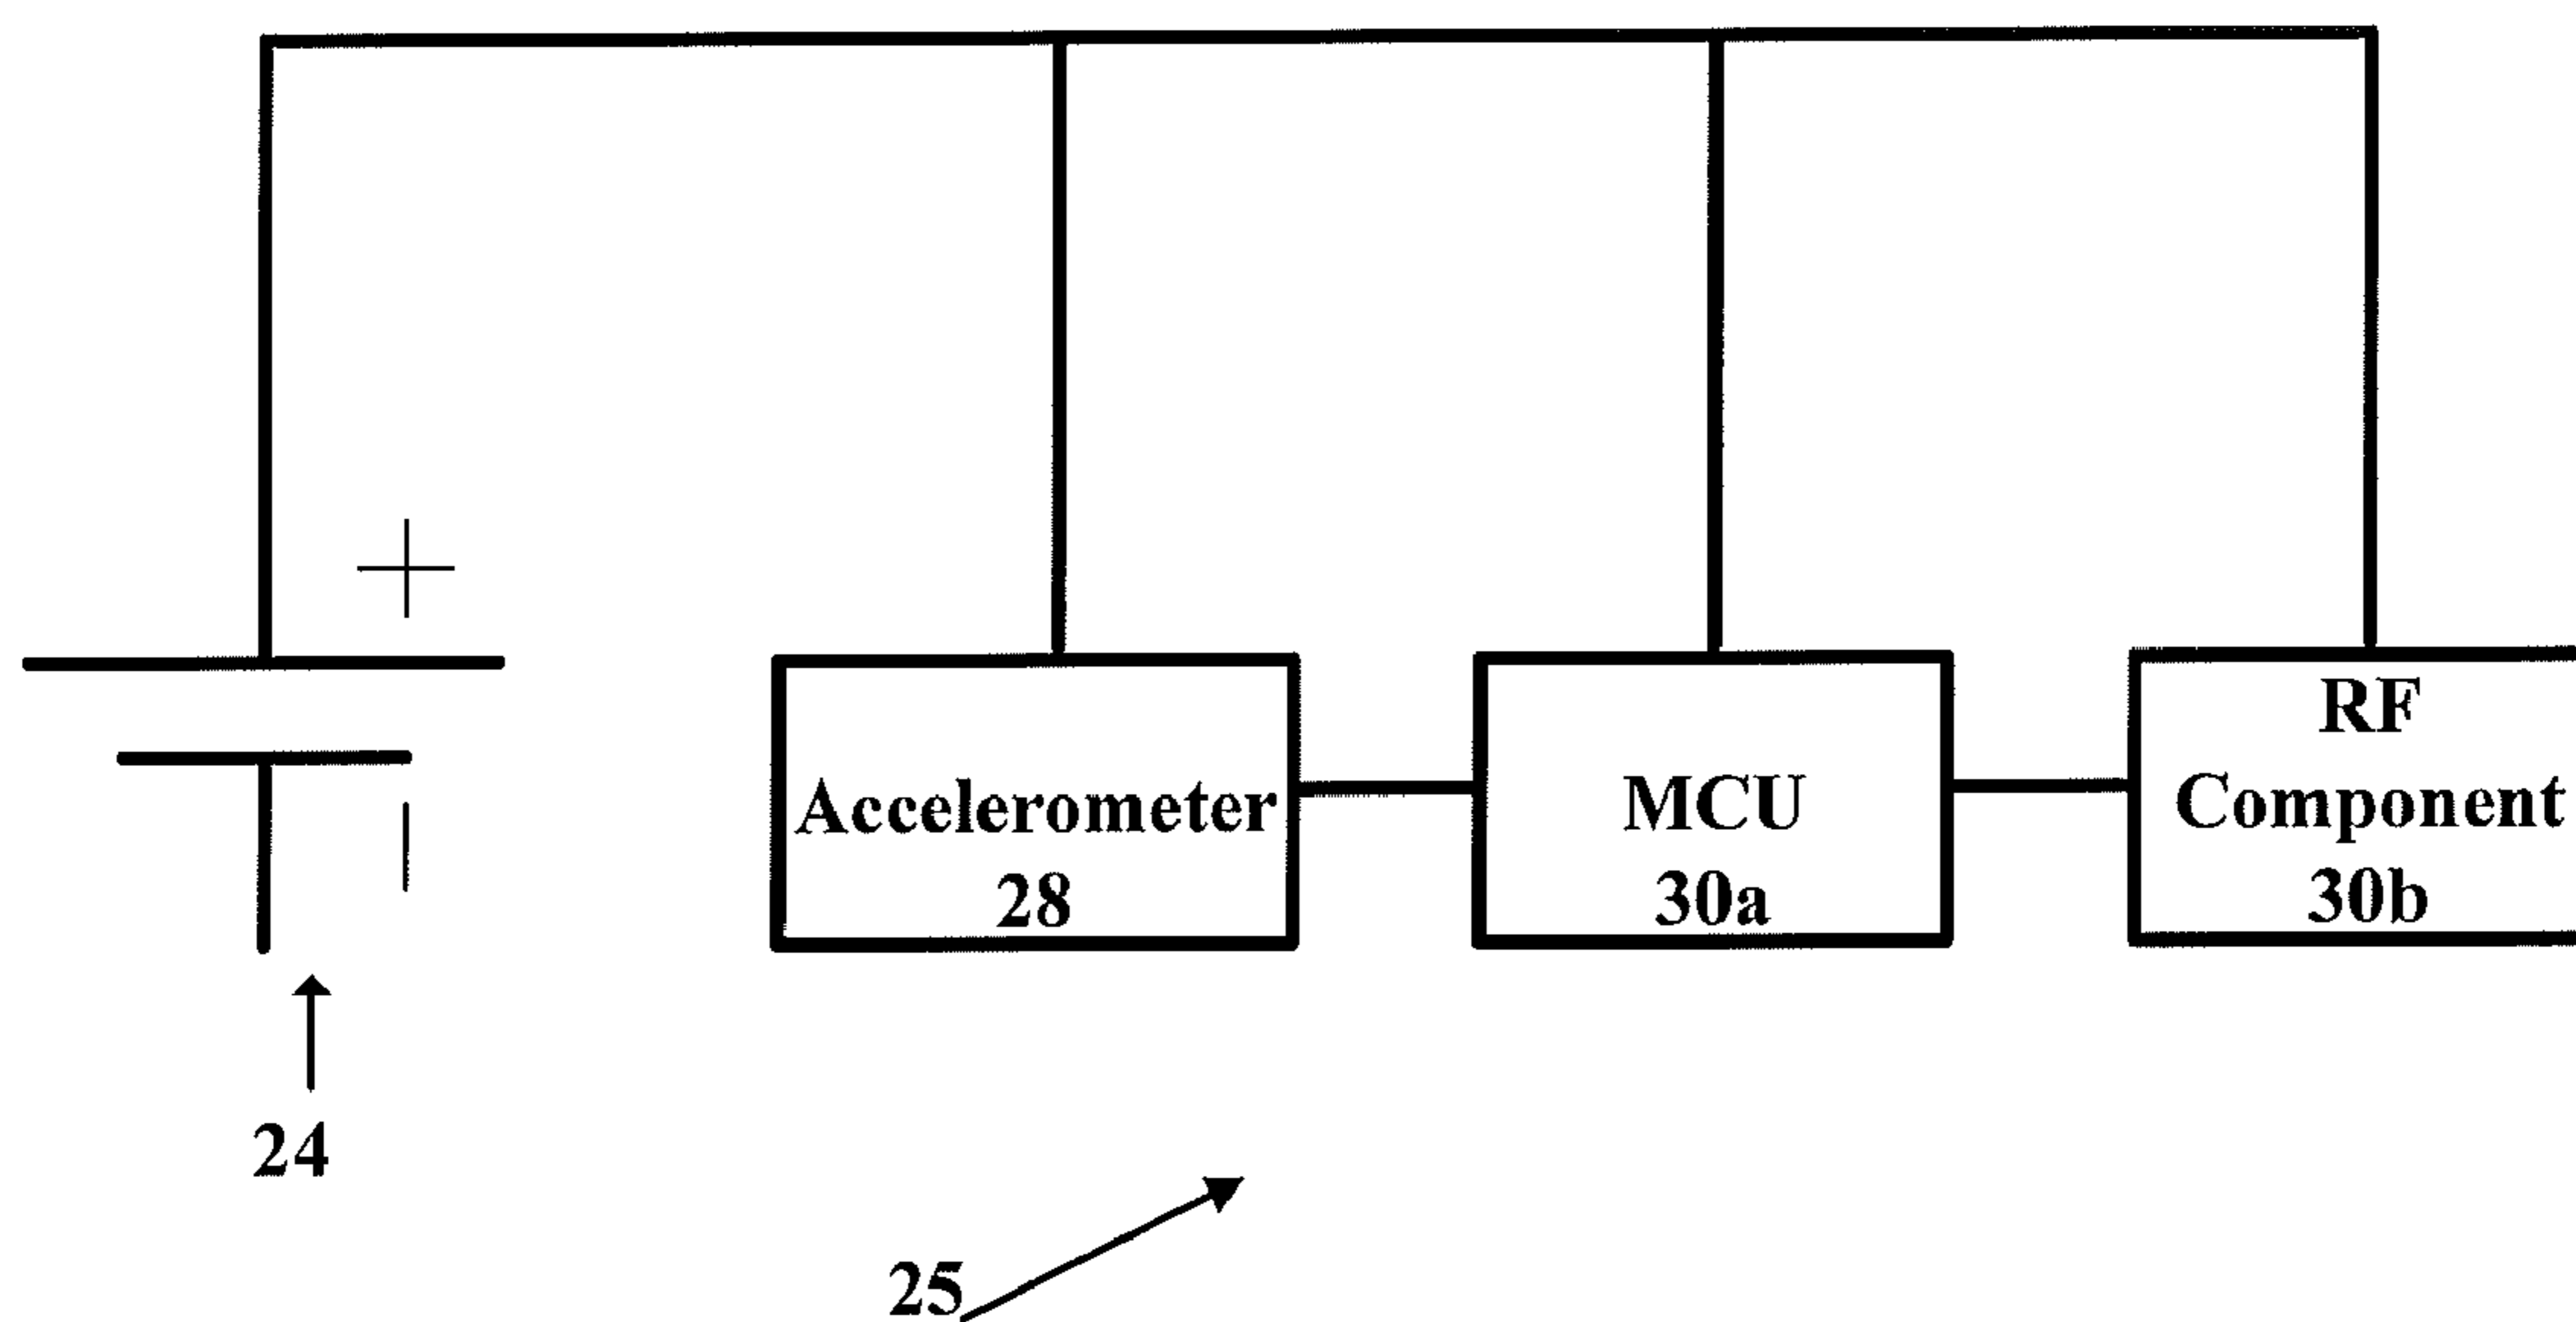 +
Accelerometer
28
MCU
30a
RF
Component
30b
24
25